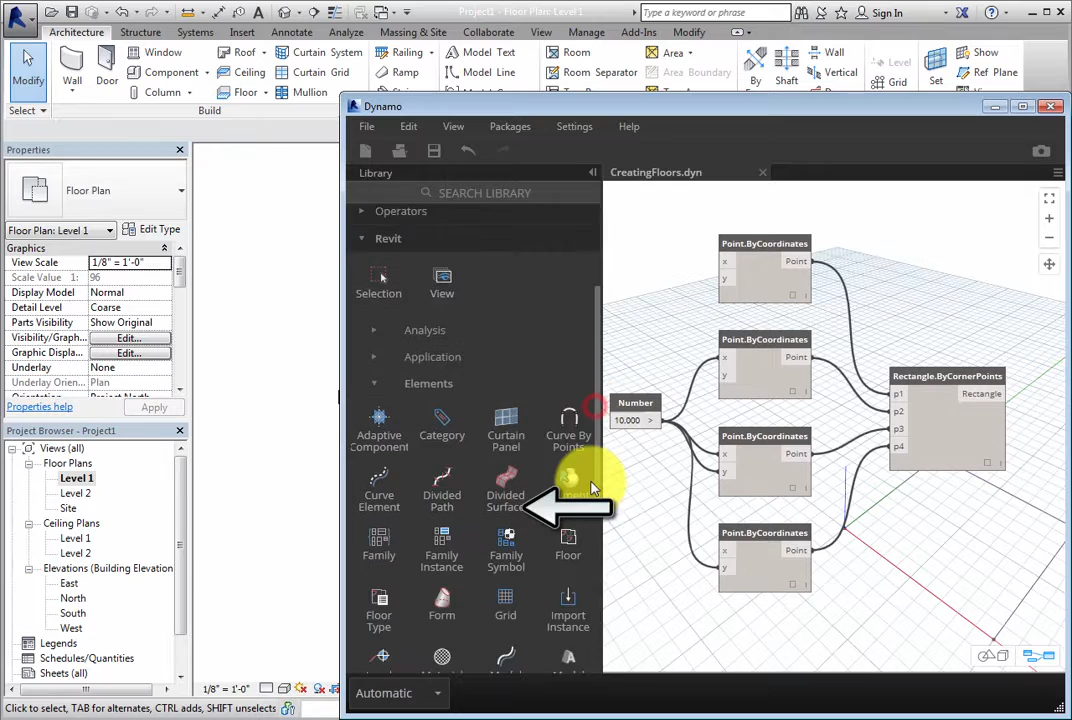 Project1 - Floor Plan: Level 1
Type a keyword or phrase
Sign In
Architecture Structure Systems Insert Annotate Analyze Massing & Site Collaborate View Manage Add-Ins Modify
Modify
Wall
Door
Window
Component
Column
Roof
Ceiling
Floor
Curtain System
Curtain Grid
Mullion
Railing
Ramp
Model Text
Model Line
Room
Room Separator
Area
Area Boundary
By
Shaft
Wall
Vertical
Level
Grid
Set
Show
Ref Plane
Select
Build
Properties
Floor Plan
Floor Plan: Level 1
Edit Type
Graphics
View Scale 1/8" = 1'-0"
Scale Value 1: 96
Display Model Normal
Detail Level Coarse
Parts Visibility Show Original
Visibility/Graph... Edit...
Graphic Displa... Edit...
Underlay None
Underlay Orien... Plan
Properties help
Apply
Project Browser - Project1
Views (all)
Floor Plans
Level 1
Level 2
Site
Ceiling Plans
Level 1
Level 2
Elevations (Building Elevation
East
North
South
West
Legends
Schedules/Quantities
Sheets (all)
1/8" = 1'-0"
Click to select, TAB for alternates, CTRL adds, SHIFT unselects
Dynamo
File Edit View Packages Settings Help
Library
SEARCH LIBRARY
Operators
Revit
Selection
View
Analysis
Application
Elements
Adaptive Component
Category
Curtain Panel
Curve By Points
Curve Element
Divided Path
Divided Surface
Family
Family Instance
Family Symbol
Floor
Floor Type
Form
Grid
Import Instance
Automatic
CreatingFloors.dyn
Point.ByCoordinates
x Point
y
Point.ByCoordinates
x Point
y
Number
10.000 >
Rectangle.ByCornerPoints
p1 Rectangle
p2
p3
p4
Point.ByCoordinates
x Point
y
Point.ByCoordinates
x Point
y